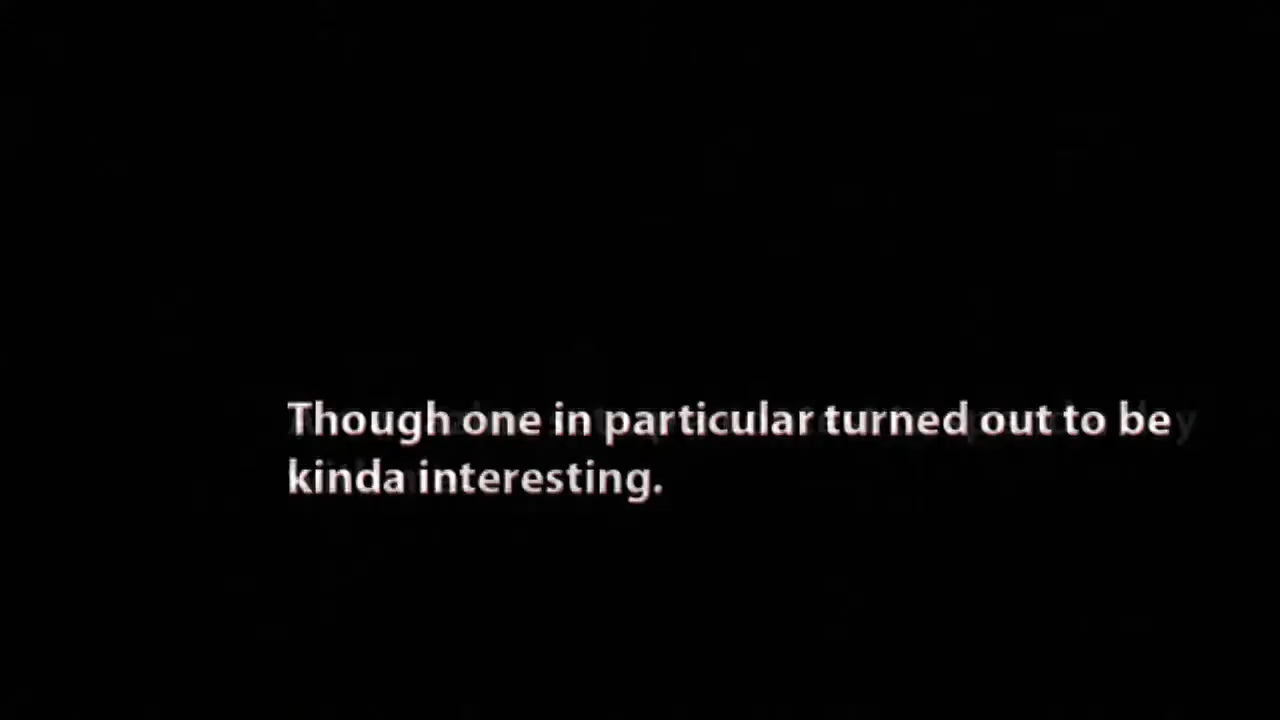 Though one in particular turned out to be
kinda interesting.